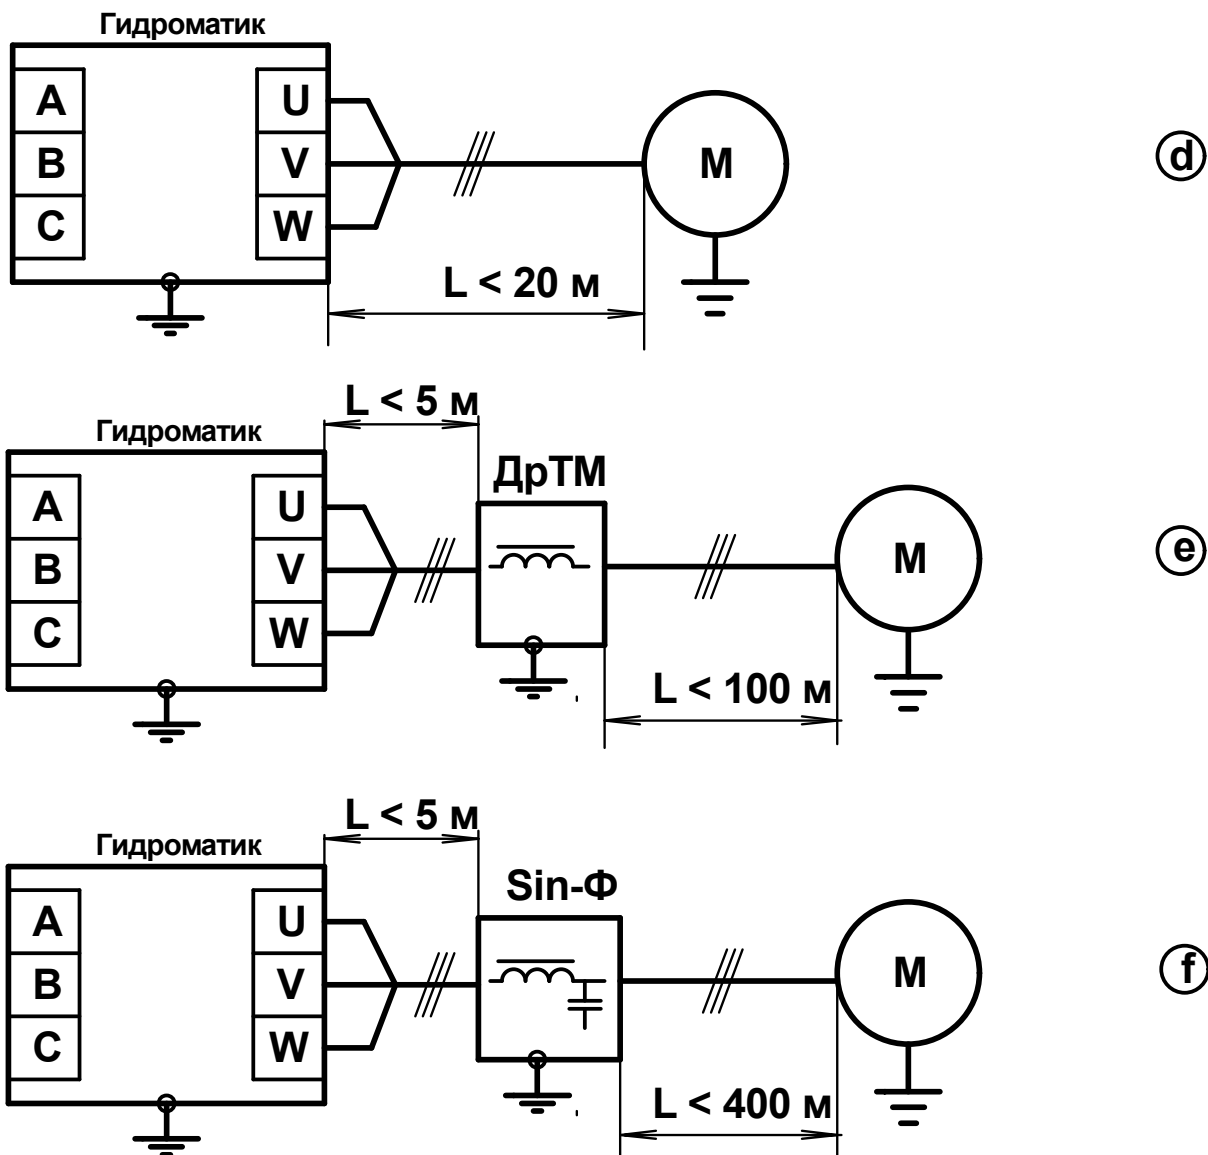 Гидроматик
A U
B V M d
C W
L < 20 м
L < 5 м
Гидроматик
ДрТМ
A U
B V M e
C W
L < 100 м
L < 5 м
Гидроматик
Sin-Ф
A U
B V M f
C W
L < 400 м